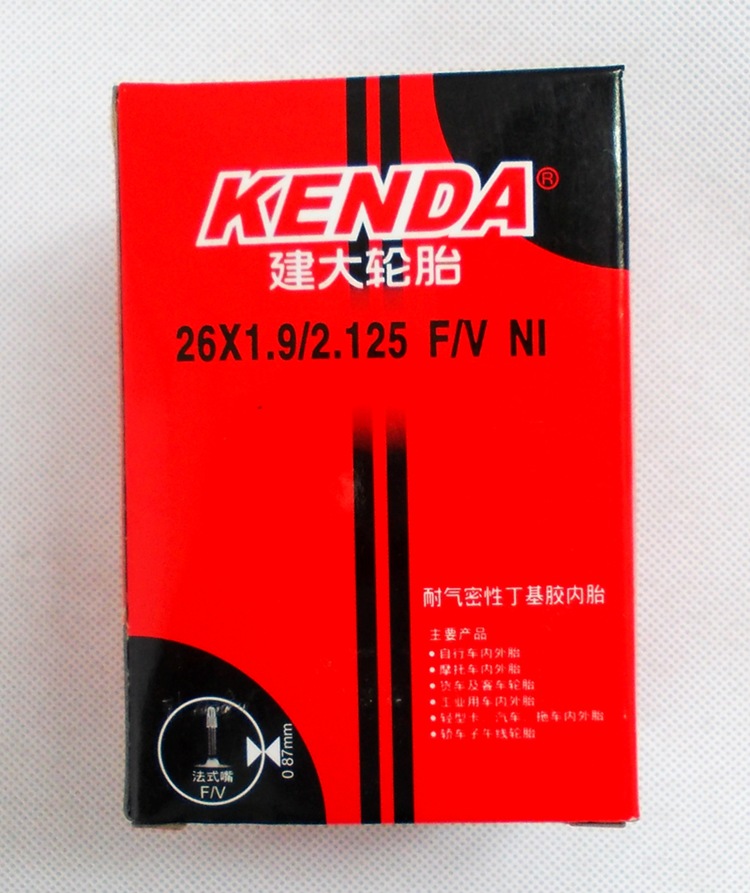 KENDA®
建大轮胎
26X1.9/2.125 F/V NI
耐气密性丁基胶内胎
主要产品
• 自行车内外胎
• 摩托车内外胎
• 货车及客车轮胎
• 工业用车内外胎
• 轻型卡 汽车 拖车内外胎
• 轿车子午线轮胎
0.87mm
法式嘴
F/V